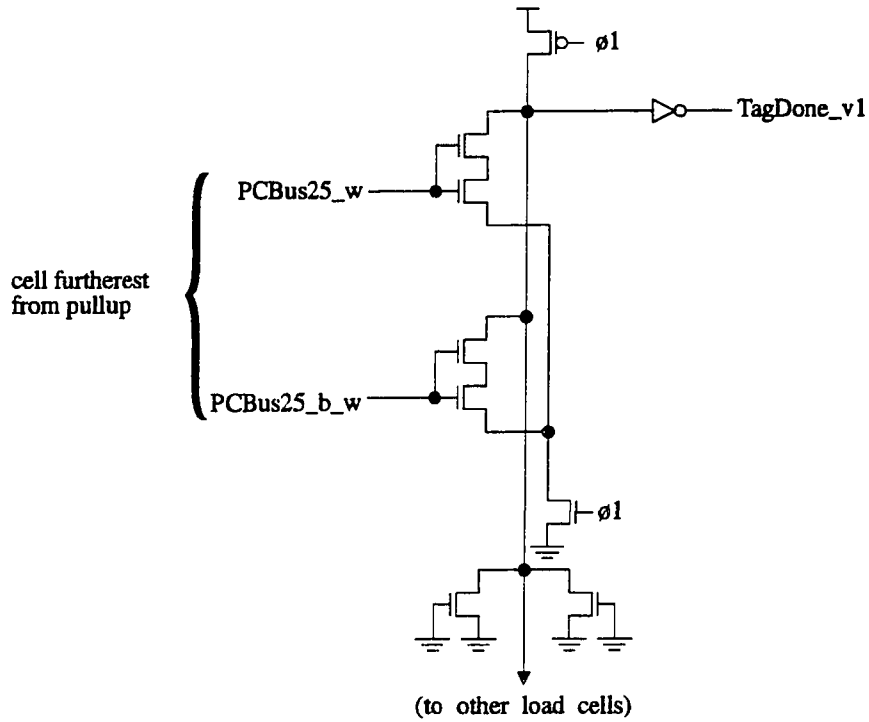 ø1
TagDone_v1
PCBus25_w
cell furtherest
from pullup
PCBus25_b_w
ø1
(to other load cells)